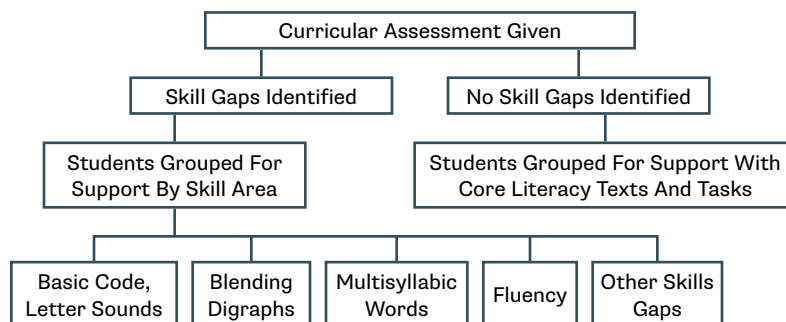 Curricular Assessment Given
Skill Gaps Identified
No Skill Gaps Identified
Students Grouped For
Support By Skill Area
Students Grouped For Support With
Core Literacy Texts And Tasks
Basic Code,
Letter Sounds
Blending
Digraphs
Multisyllabic
Words
Fluency
Other Skills
Gaps